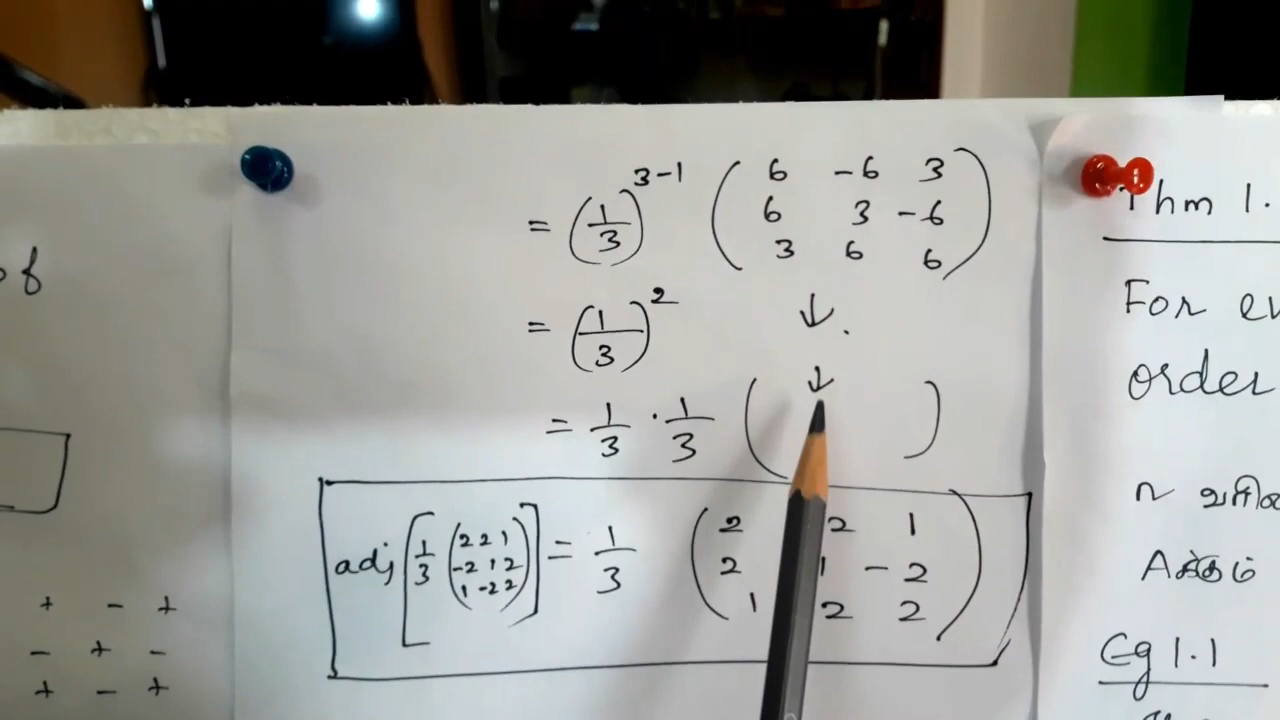 of
+ - +
- + -
+ - +
= (1/3)^3-1 ( 6 -6 3
6 3 -6
3 6 6 )
= (1/3)^2 ↓.
= 1/3 · 1/3 ( ↓ )
adj [ 1/3 ( 2 2 1
-2 1 2
1 -2 2 ) ] = 1/3 ( 2 2 1
2 1 -2
1 2 2 )
Thm 1.
For
order
n
Eg 1.1